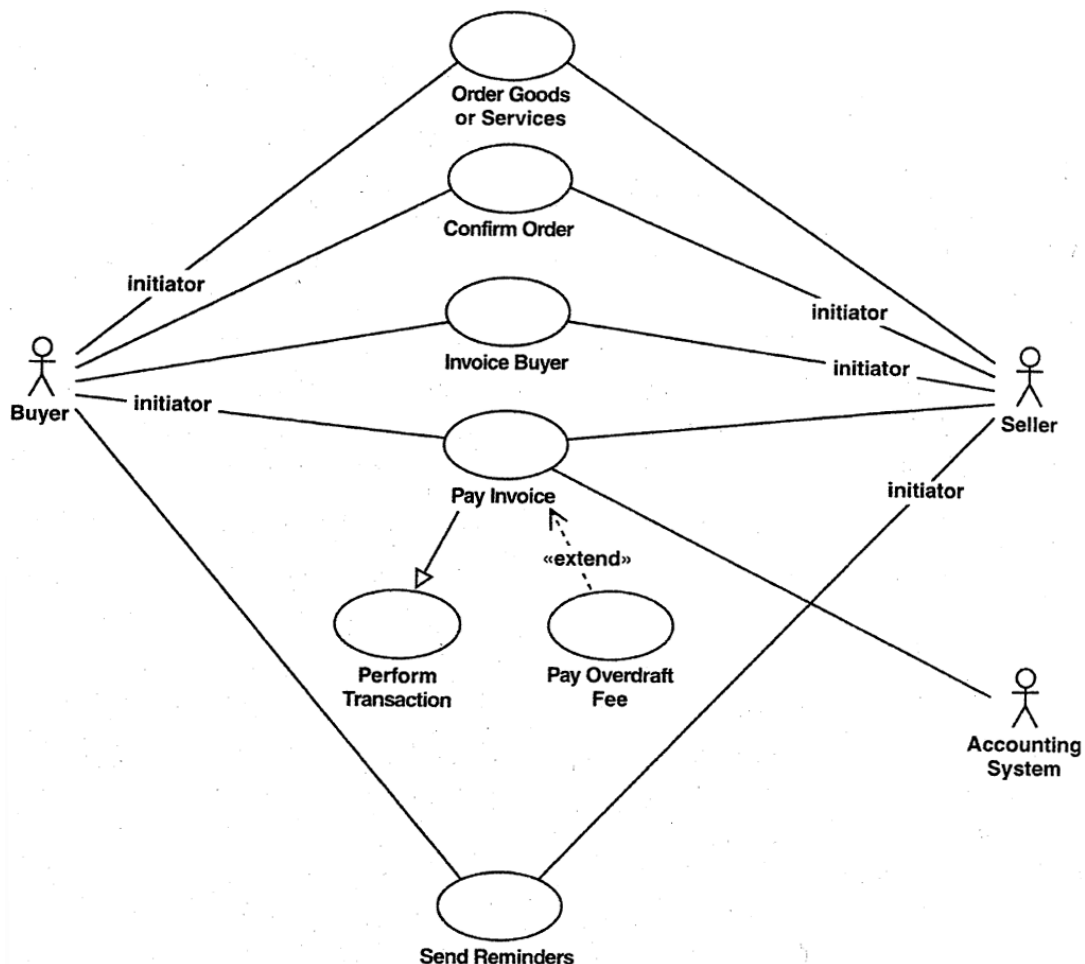 Order Goods
or Services
Confirm Order
initiator
initiator
Invoice Buyer
initiator
Buyer
initiator
Seller
Pay Invoice
initiator
«extend»
Perform
Transaction
Pay Overdraft
Fee
Accounting
System
Send Reminders